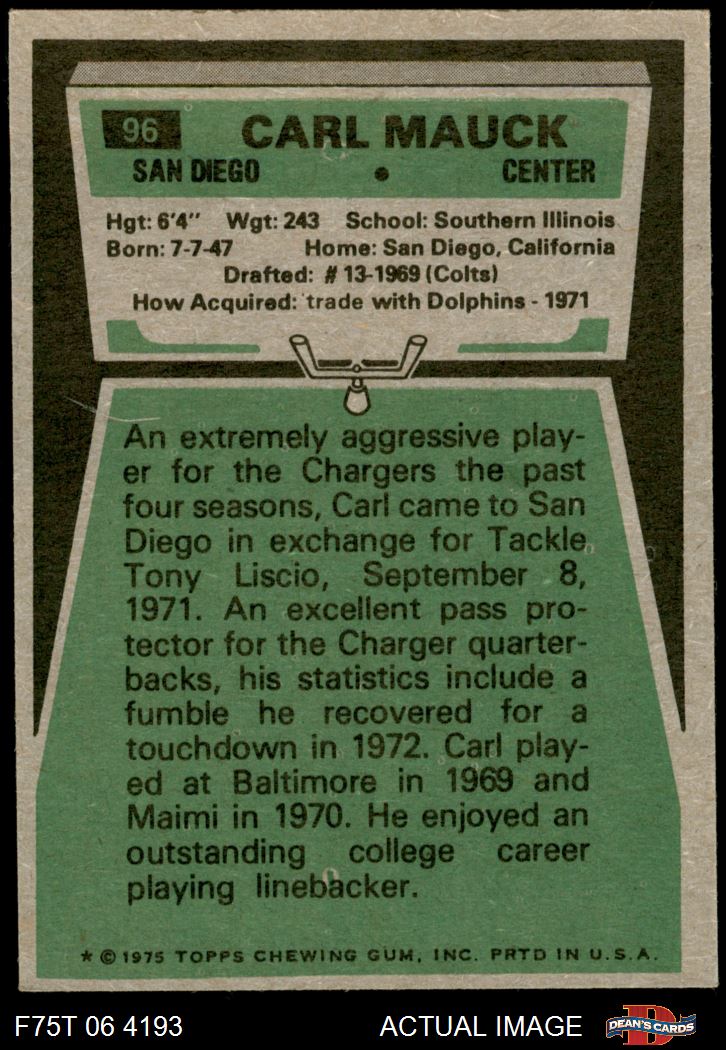 96 CARL MAUCK
SAN DIEGO • CENTER
Hgt: 6'4" Wgt: 243 School: Southern Illinois
Born: 7-7-47 Home: San Diego, California
Drafted: # 13-1969 (Colts)
How Acquired: trade with Dolphins - 1971
An extremely aggressive play-
er for the Chargers the past
four seasons, Carl came to San
Diego in exchange for Tackle
Tony Liscio, September 8,
1971. An excellent pass pro-
tector for the Charger quarter-
backs, his statistics include a
fumble he recovered for a
touchdown in 1972. Carl play-
ed at Baltimore in 1969 and
Maimi in 1970. He enjoyed an
outstanding college career
playing linebacker.
* © 1975 TOPPS CHEWING GUM, INC. PRTD IN U.S.A.
F75T 06 4193 ACTUAL IMAGE DEAN'S CARDS